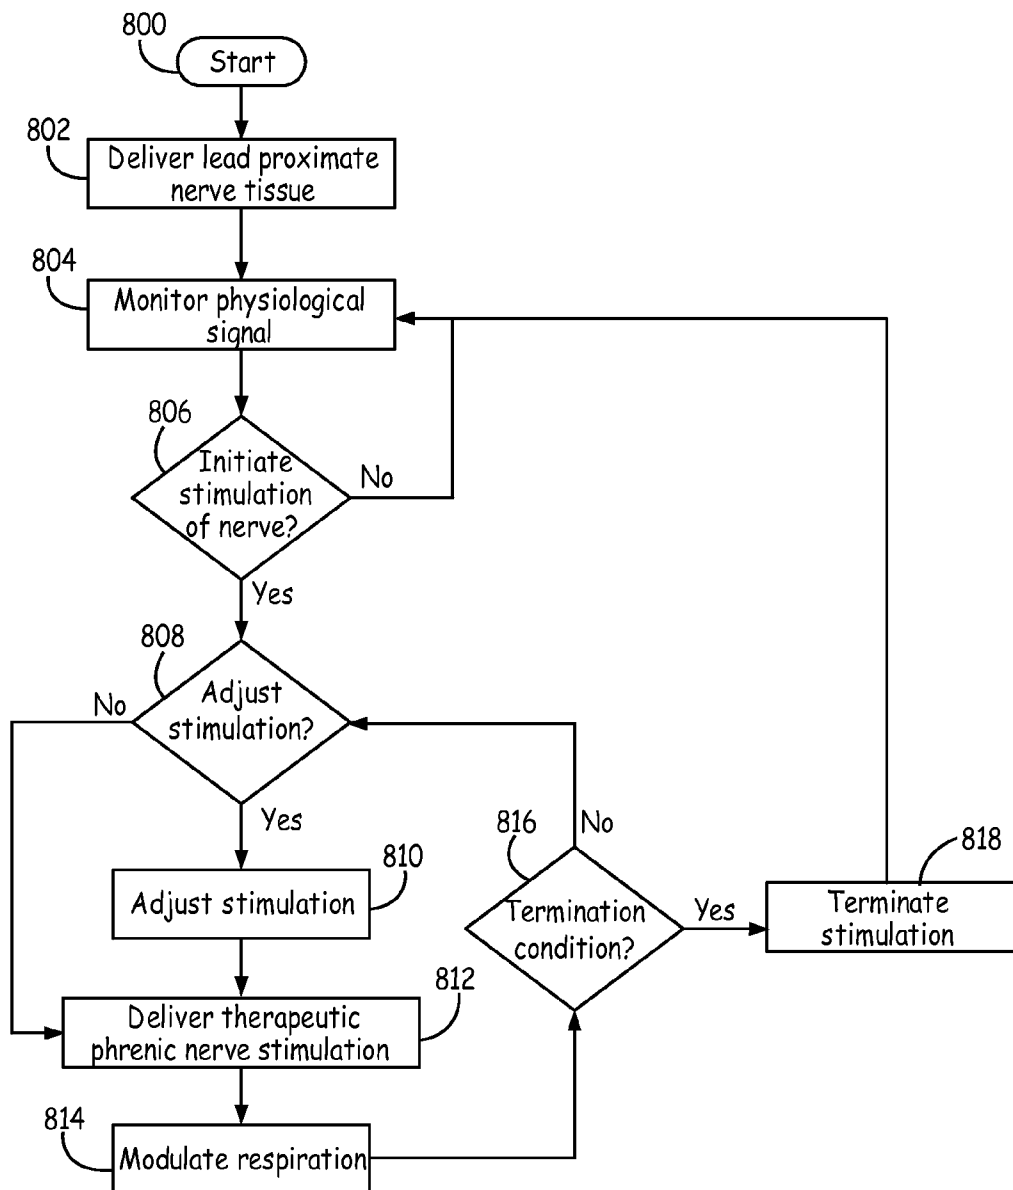 800
Start
802
Deliver lead proximate
nerve tissue
804
Monitor physiological
signal
806
Initiate
stimulation
of nerve?
No
Yes
808
No
Adjust
stimulation?
Yes
810
Adjust stimulation
812
Deliver therapeutic
phrenic nerve stimulation
814
Modulate respiration
816
No
Termination
condition?
Yes
818
Terminate
stimulation